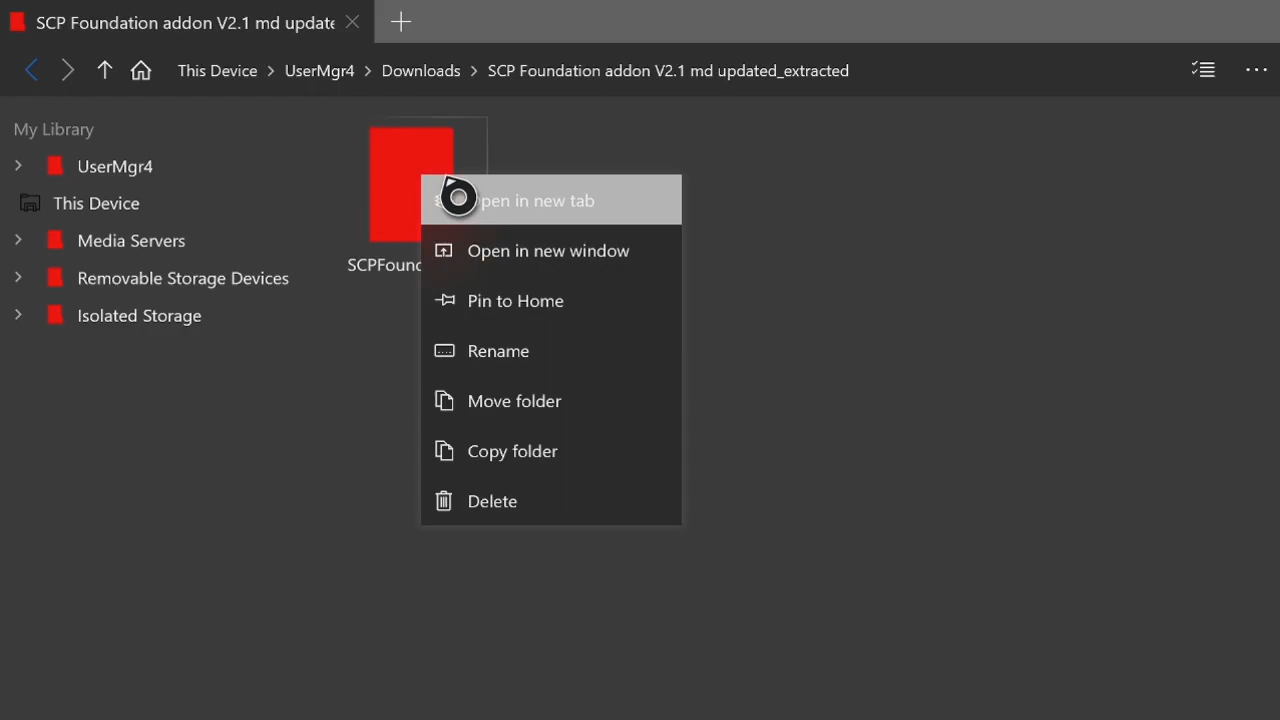 SCP Foundation addon V2.1 md update
This Device > UserMgr4 > Downloads > SCP Foundation addon V2.1 md updated_extracted
My Library
UserMgr4
This Device
Media Servers
Removable Storage Devices
Isolated Storage
SCPFound
pen in new tab
Open in new window
Pin to Home
Rename
Move folder
Copy folder
Delete